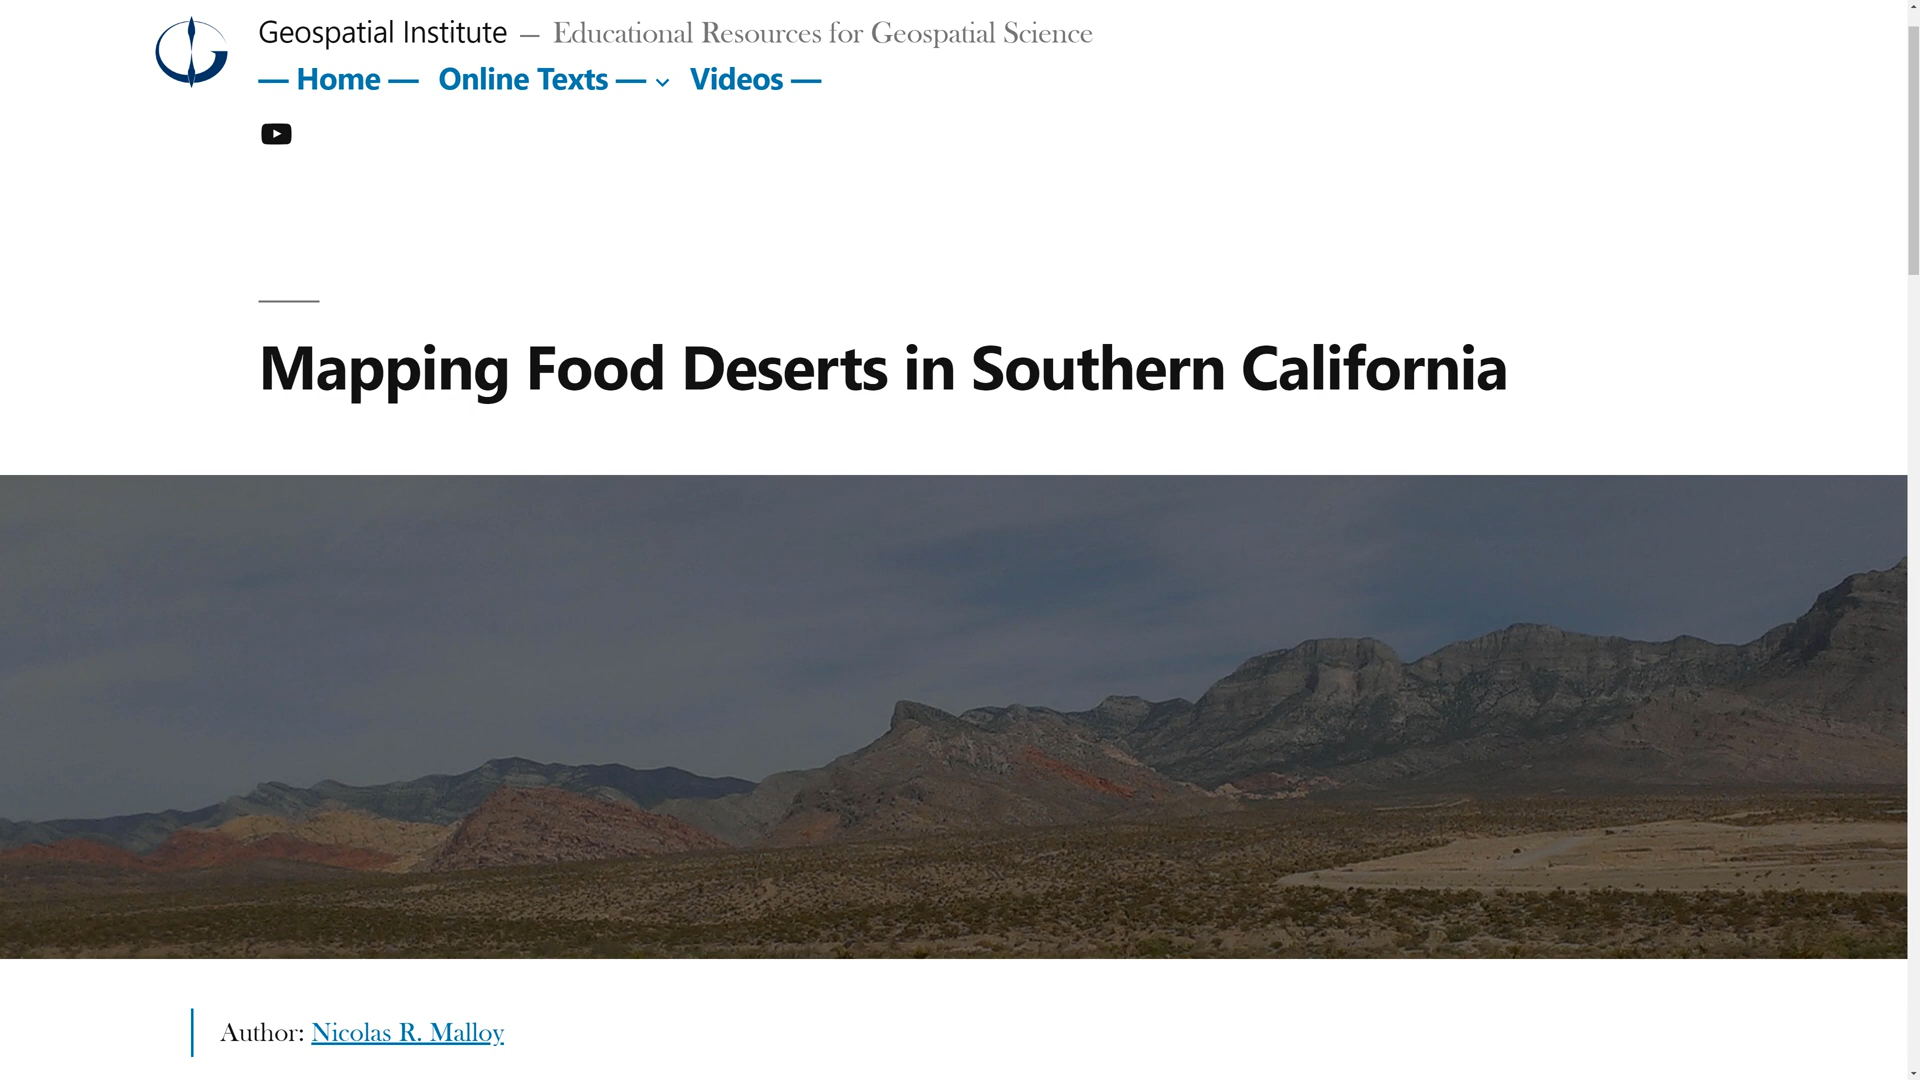 Geospatial Institute — Educational Resources for Geospatial Science
— Home — Online Texts — Videos —
Mapping Food Deserts in Southern California
Author: Nicolas R. Malloy